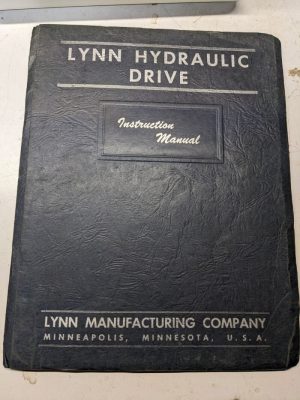 LYNN HYDRAULIC
DRIVE
Instruction
Manual
LYNN MANUFACTURING COMPANY
MINNEAPOLIS, MINNESOTA, U. S. A.